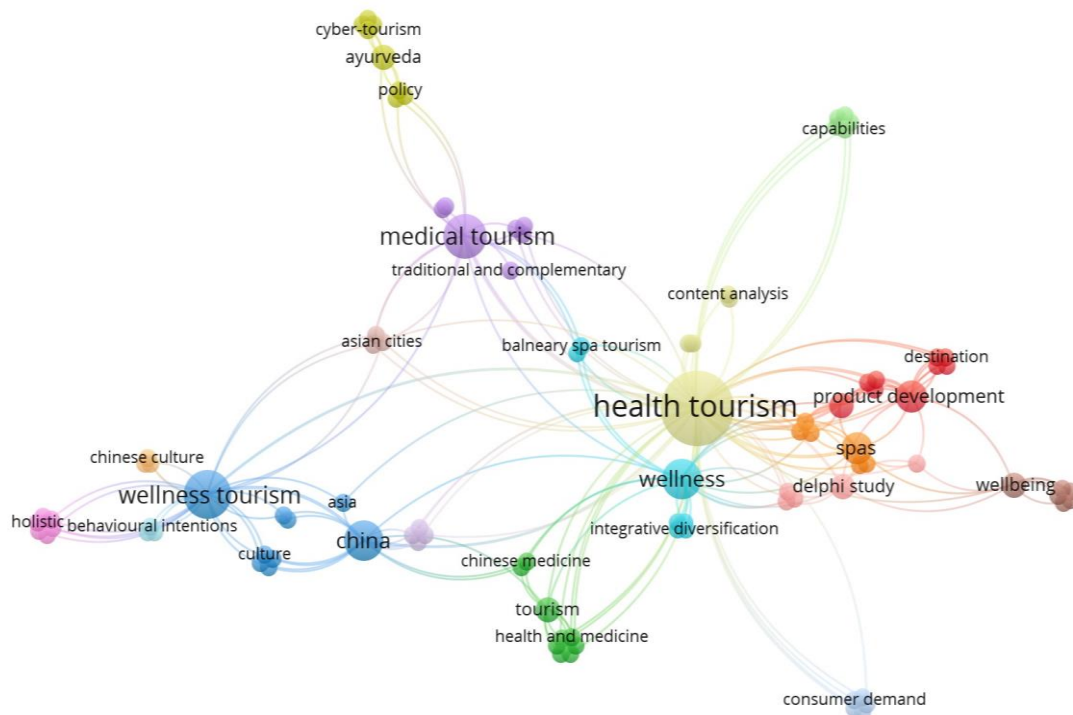 cyber-tourism
ayurveda
policy
capabilities
medical tourism
traditional and complementary
content analysis
asian cities
balneary spa tourism
destination
health tourism
product development
spas
chinese culture
wellness
delphi study
wellbeing
wellness tourism
asia
holistic
behavioural intentions
integrative diversification
china
culture
chinese medicine
tourism
health and medicine
consumer demand